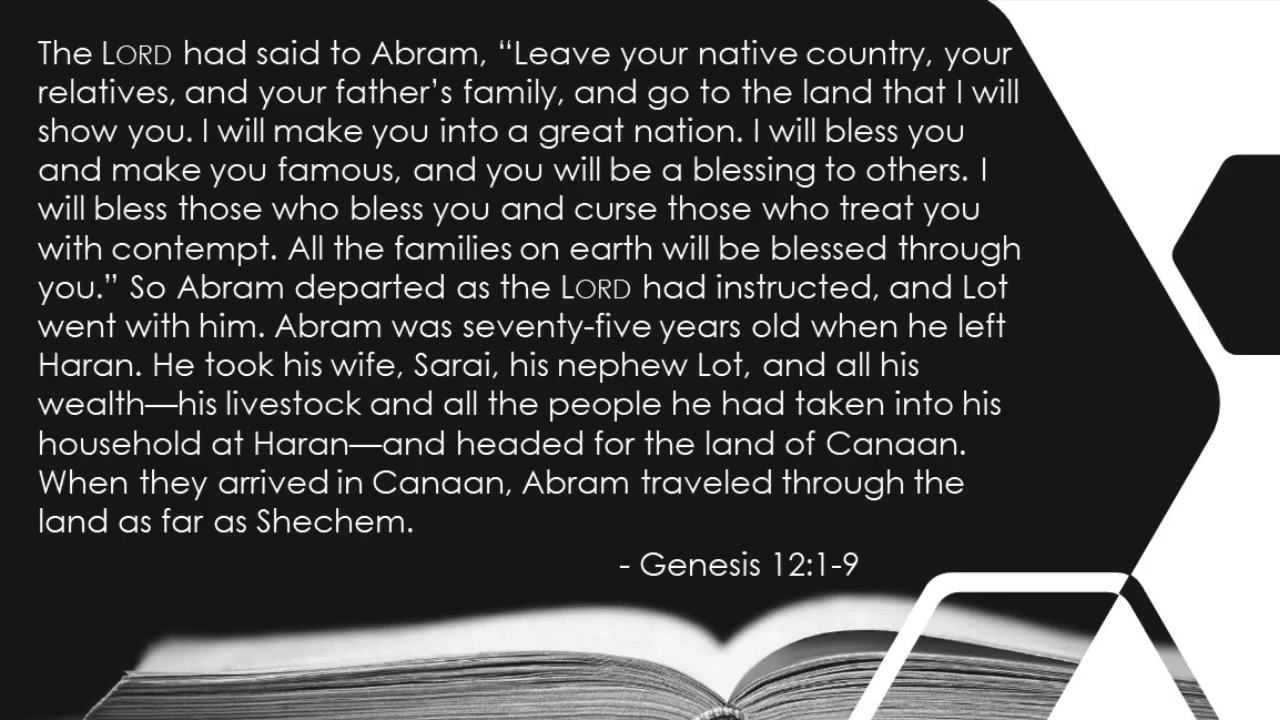 The LORD had said to Abram, “Leave your native country, your
relatives, and your father’s family, and go to the land that I will
show you. I will make you into a great nation. I will bless you
and make you famous, and you will be a blessing to others. I
will bless those who bless you and curse those who treat you
with contempt. All the families on earth will be blessed through
you.” So Abram departed as the LORD had instructed, and Lot
went with him. Abram was seventy-five years old when he left
Haran. He took his wife, Sarai, his nephew Lot, and all his
wealth—his livestock and all the people he had taken into his
household at Haran—and headed for the land of Canaan.
When they arrived in Canaan, Abram traveled through the
land as far as Shechem.
- Genesis 12:1-9